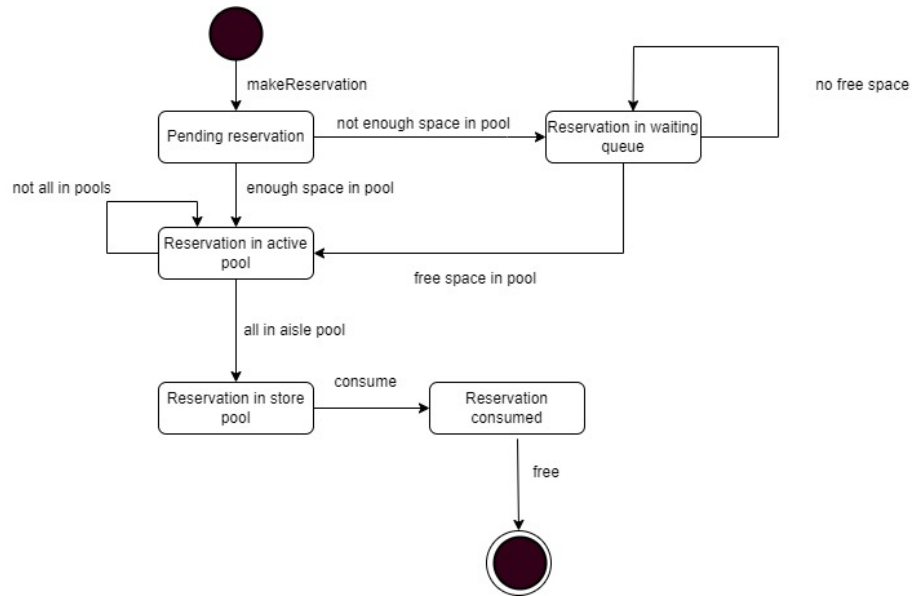 makeReservation
no free space
Pending reservation
not enough space in pool
Reservation in waiting
queue
not all in pools
enough space in pool
Reservation in active
pool
free space in pool
all in aisle pool
Reservation in store
pool
consume
Reservation
consumed
free